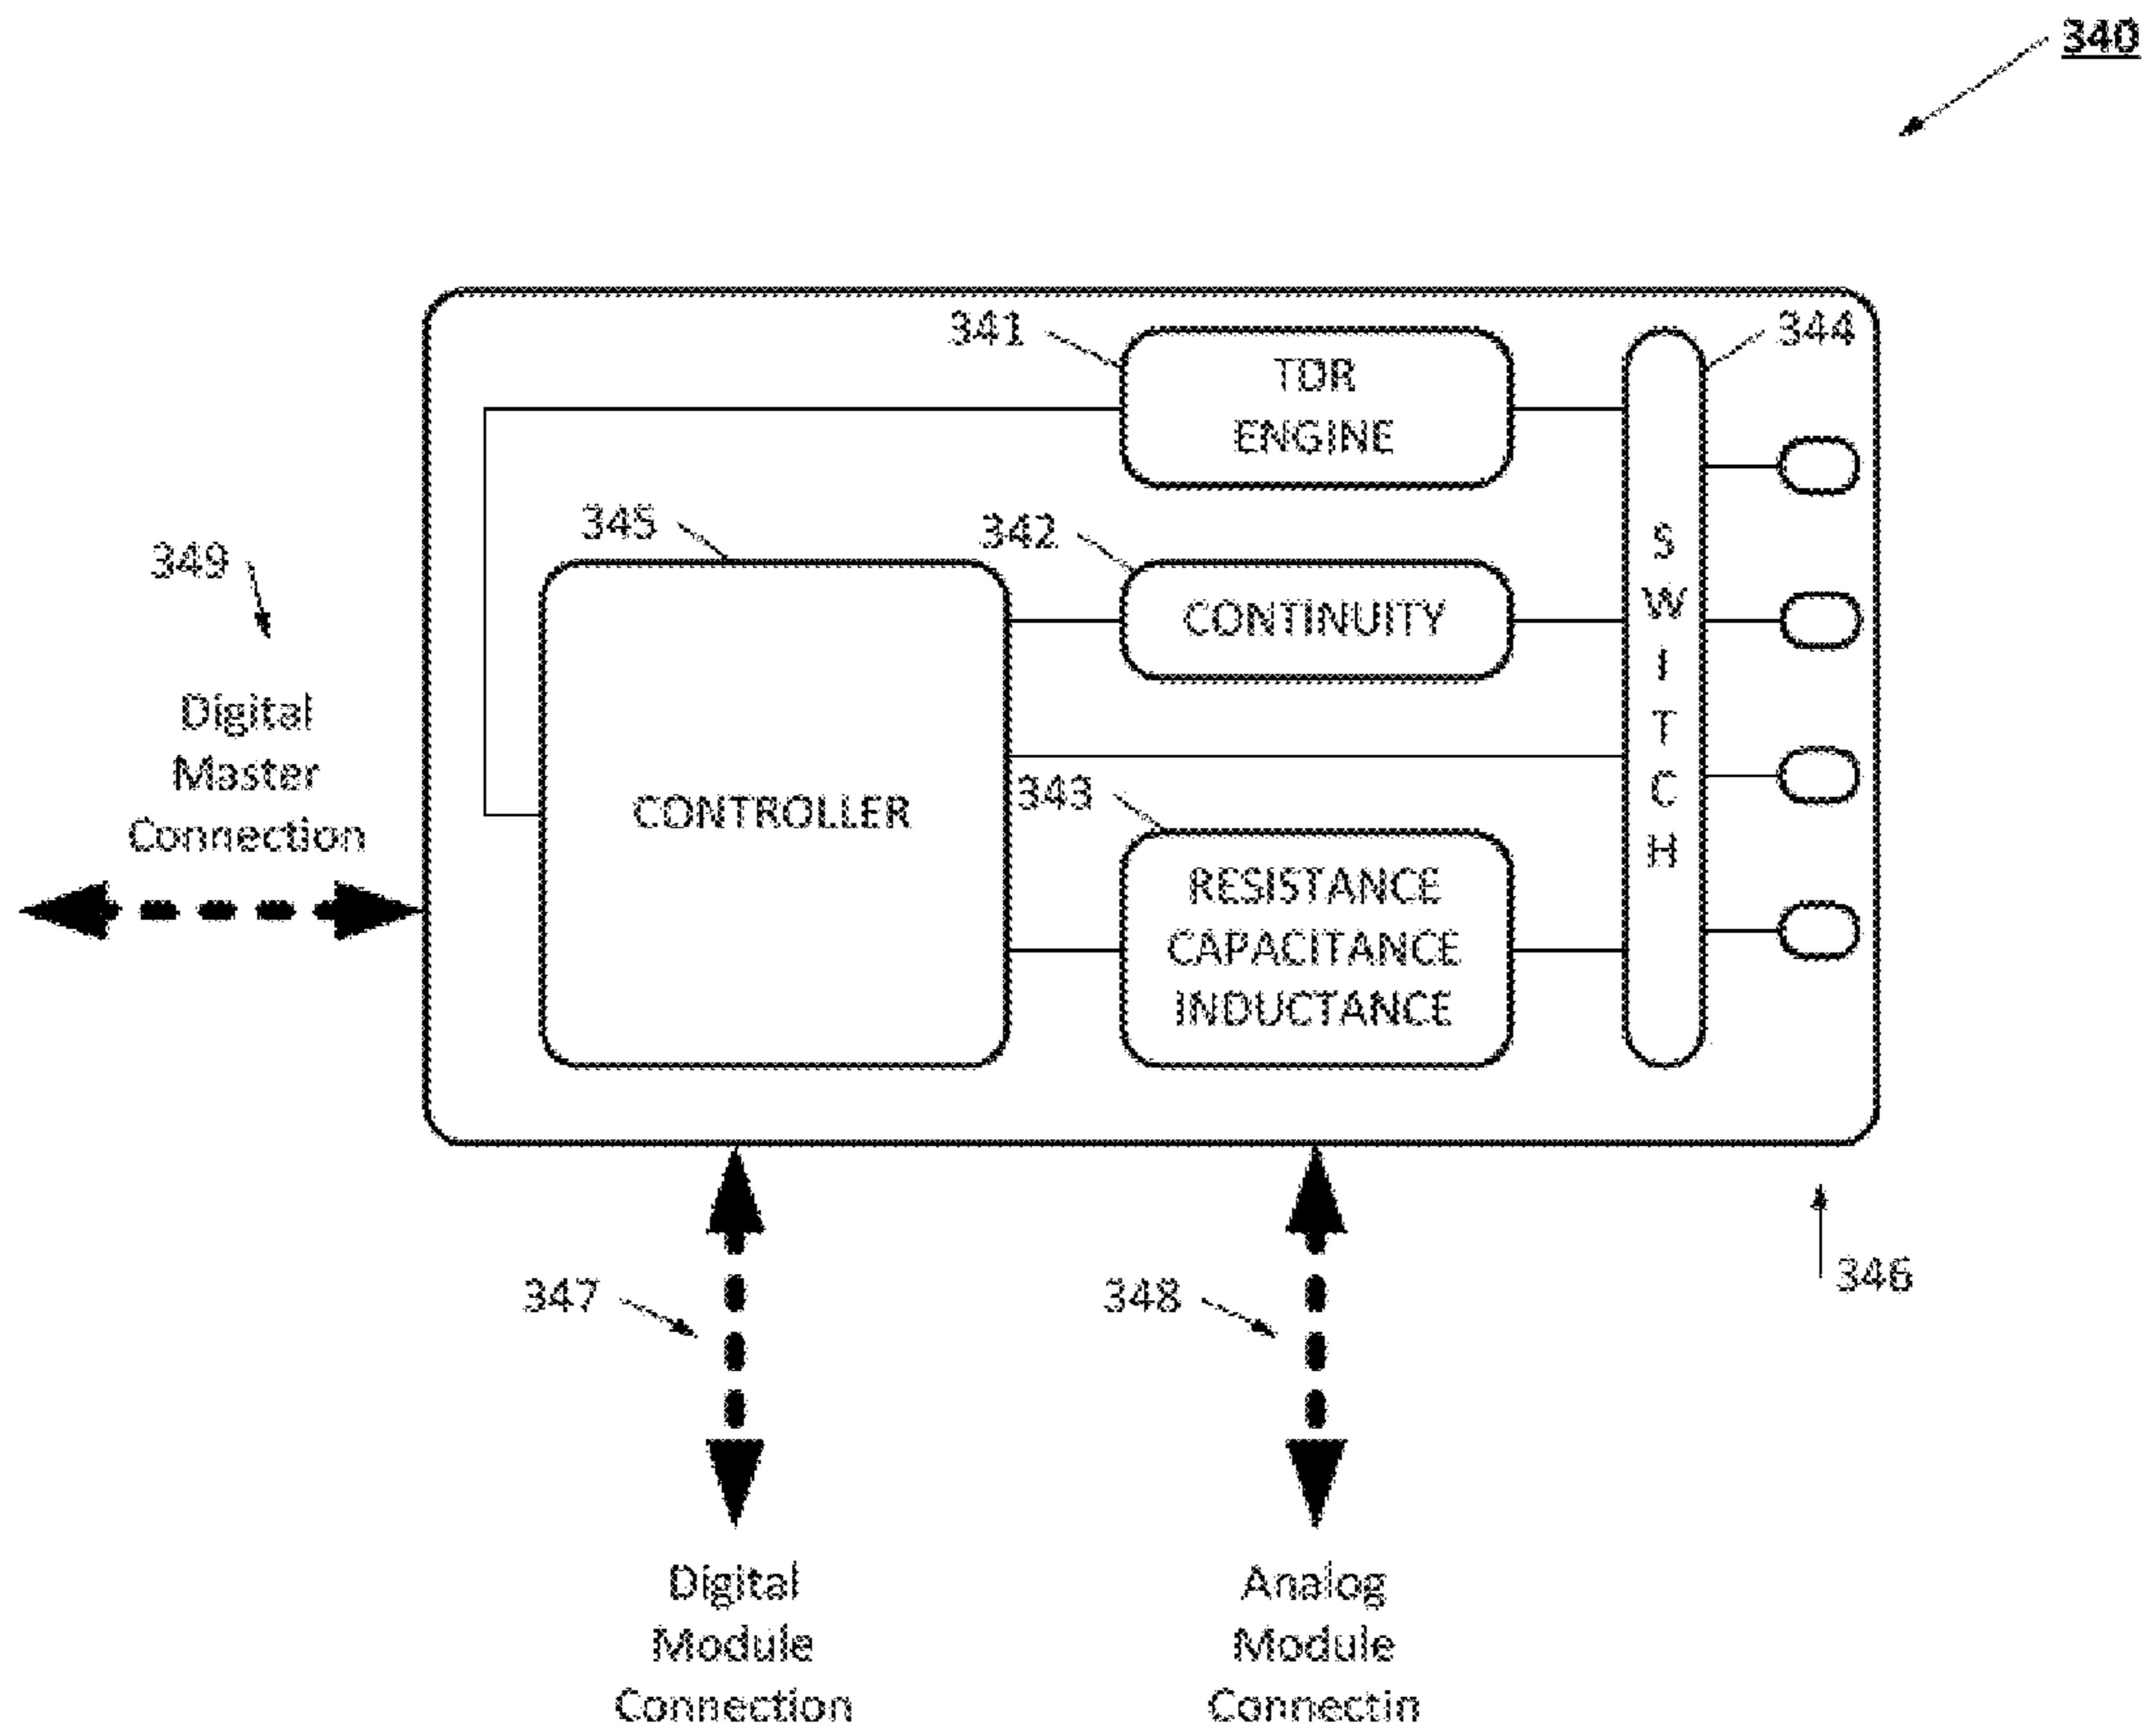 340
341
TDR
ENGINE
344
345
342
349
CONTINUITY
S
W
I
T
C
H
Digital
Master
Connection
343
CONTROLLER
RESISTANCE
CAPACITANCE
INDUCTANCE
347
348
346
Digital
Module
Connection
Analog
Module
Connectin